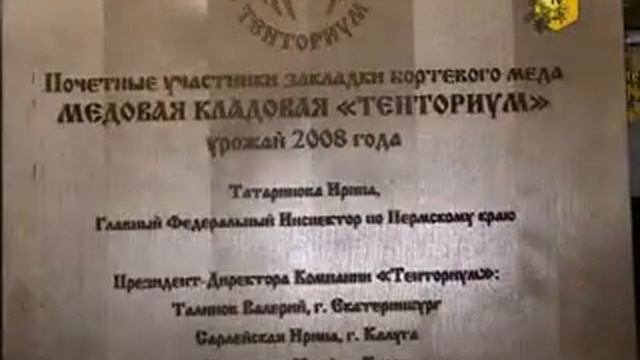 ТЕНТОРИУМ
Почетные участники закладки бортевого меда
МЕДОВАЯ КЛАДОВАЯ «ТЕНТОРИУМ»
урожай 2008 года
Ирина,
Главный Федеральный Инспектор по Пермскому краю
Президент-Директора Компании «Тенториум»:
Валерий, г. Екатеринбург
Ирина, г. Калуга